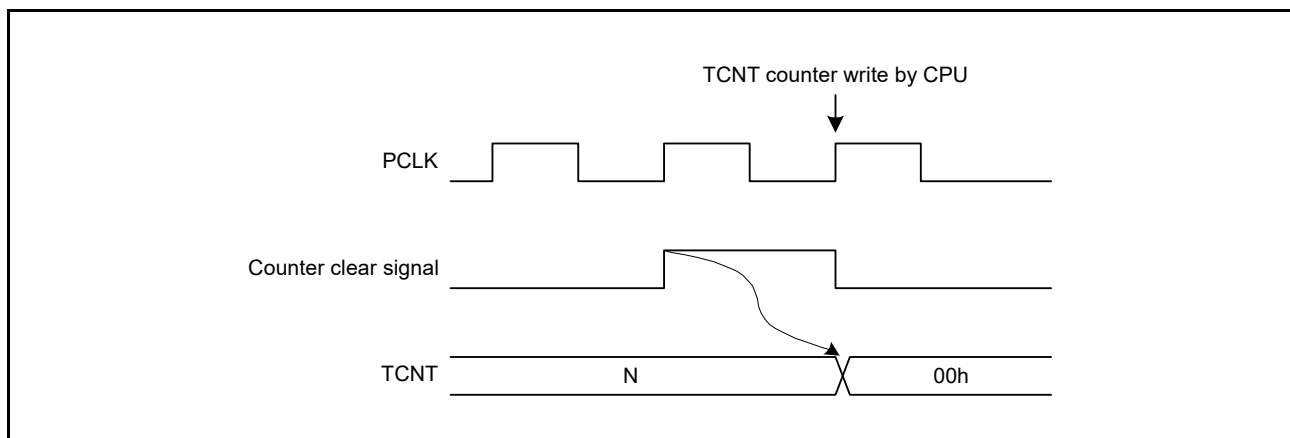 TCNT counter write by CPU
PCLK
Counter clear signal
TCNT
N
00h